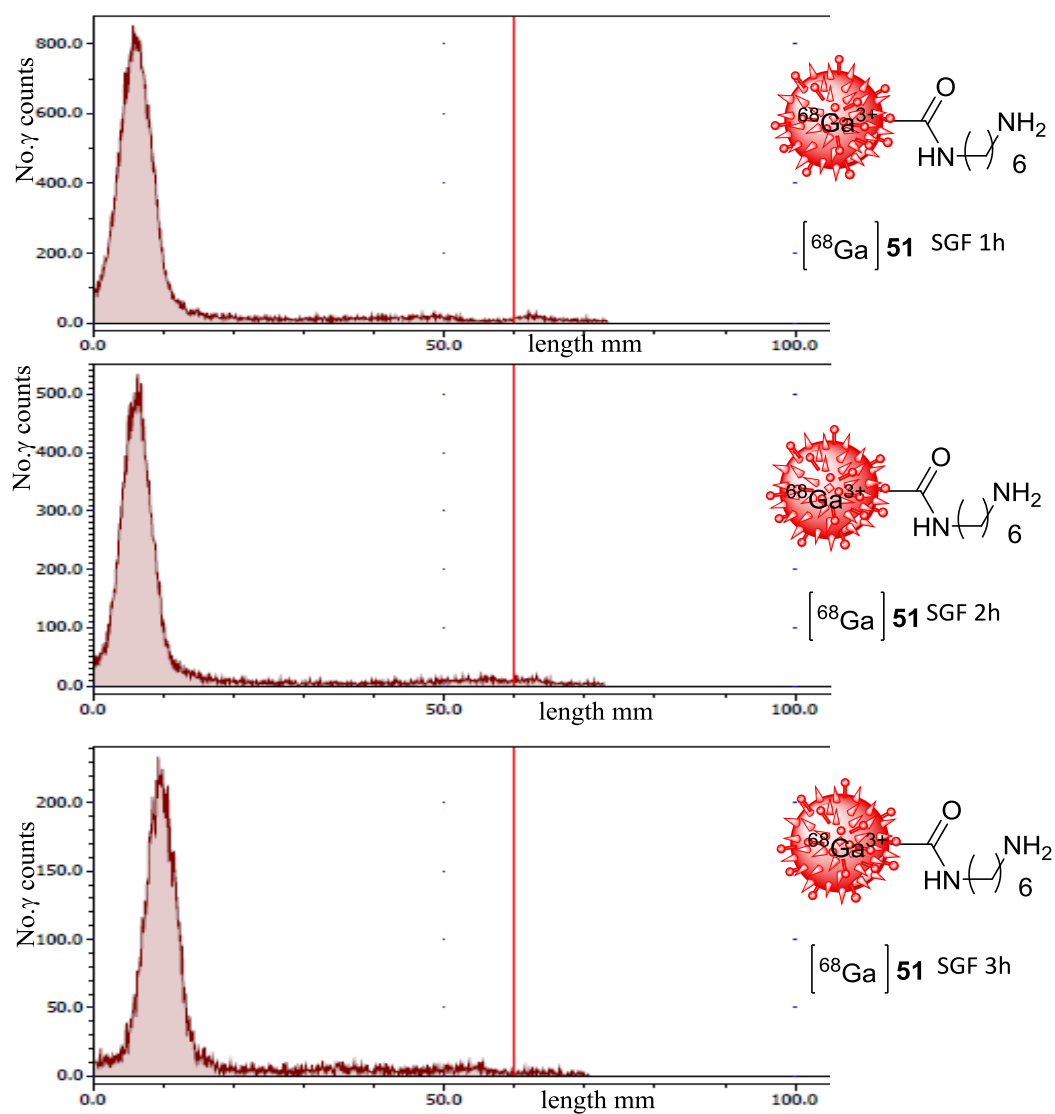 No.γ counts
800.0
600.0
400.0
200.0
0.0
0.0
50.0
100.0
length mm
68Ga3+
O
HN
6
NH2
[68Ga] 51 SGF 1h
No.γ counts
500.0
400.0
300.0
200.0
100.0
0.0
0.0
50.0
100.0
length mm
68Ga3+
O
HN
6
NH2
[68Ga] 51 SGF 2h
No.γ counts
200.0
150.0
100.0
50.0
0.0
0.0
50.0
100.0
length mm
68Ga3+
O
HN
6
NH2
[68Ga] 51 SGF 3h